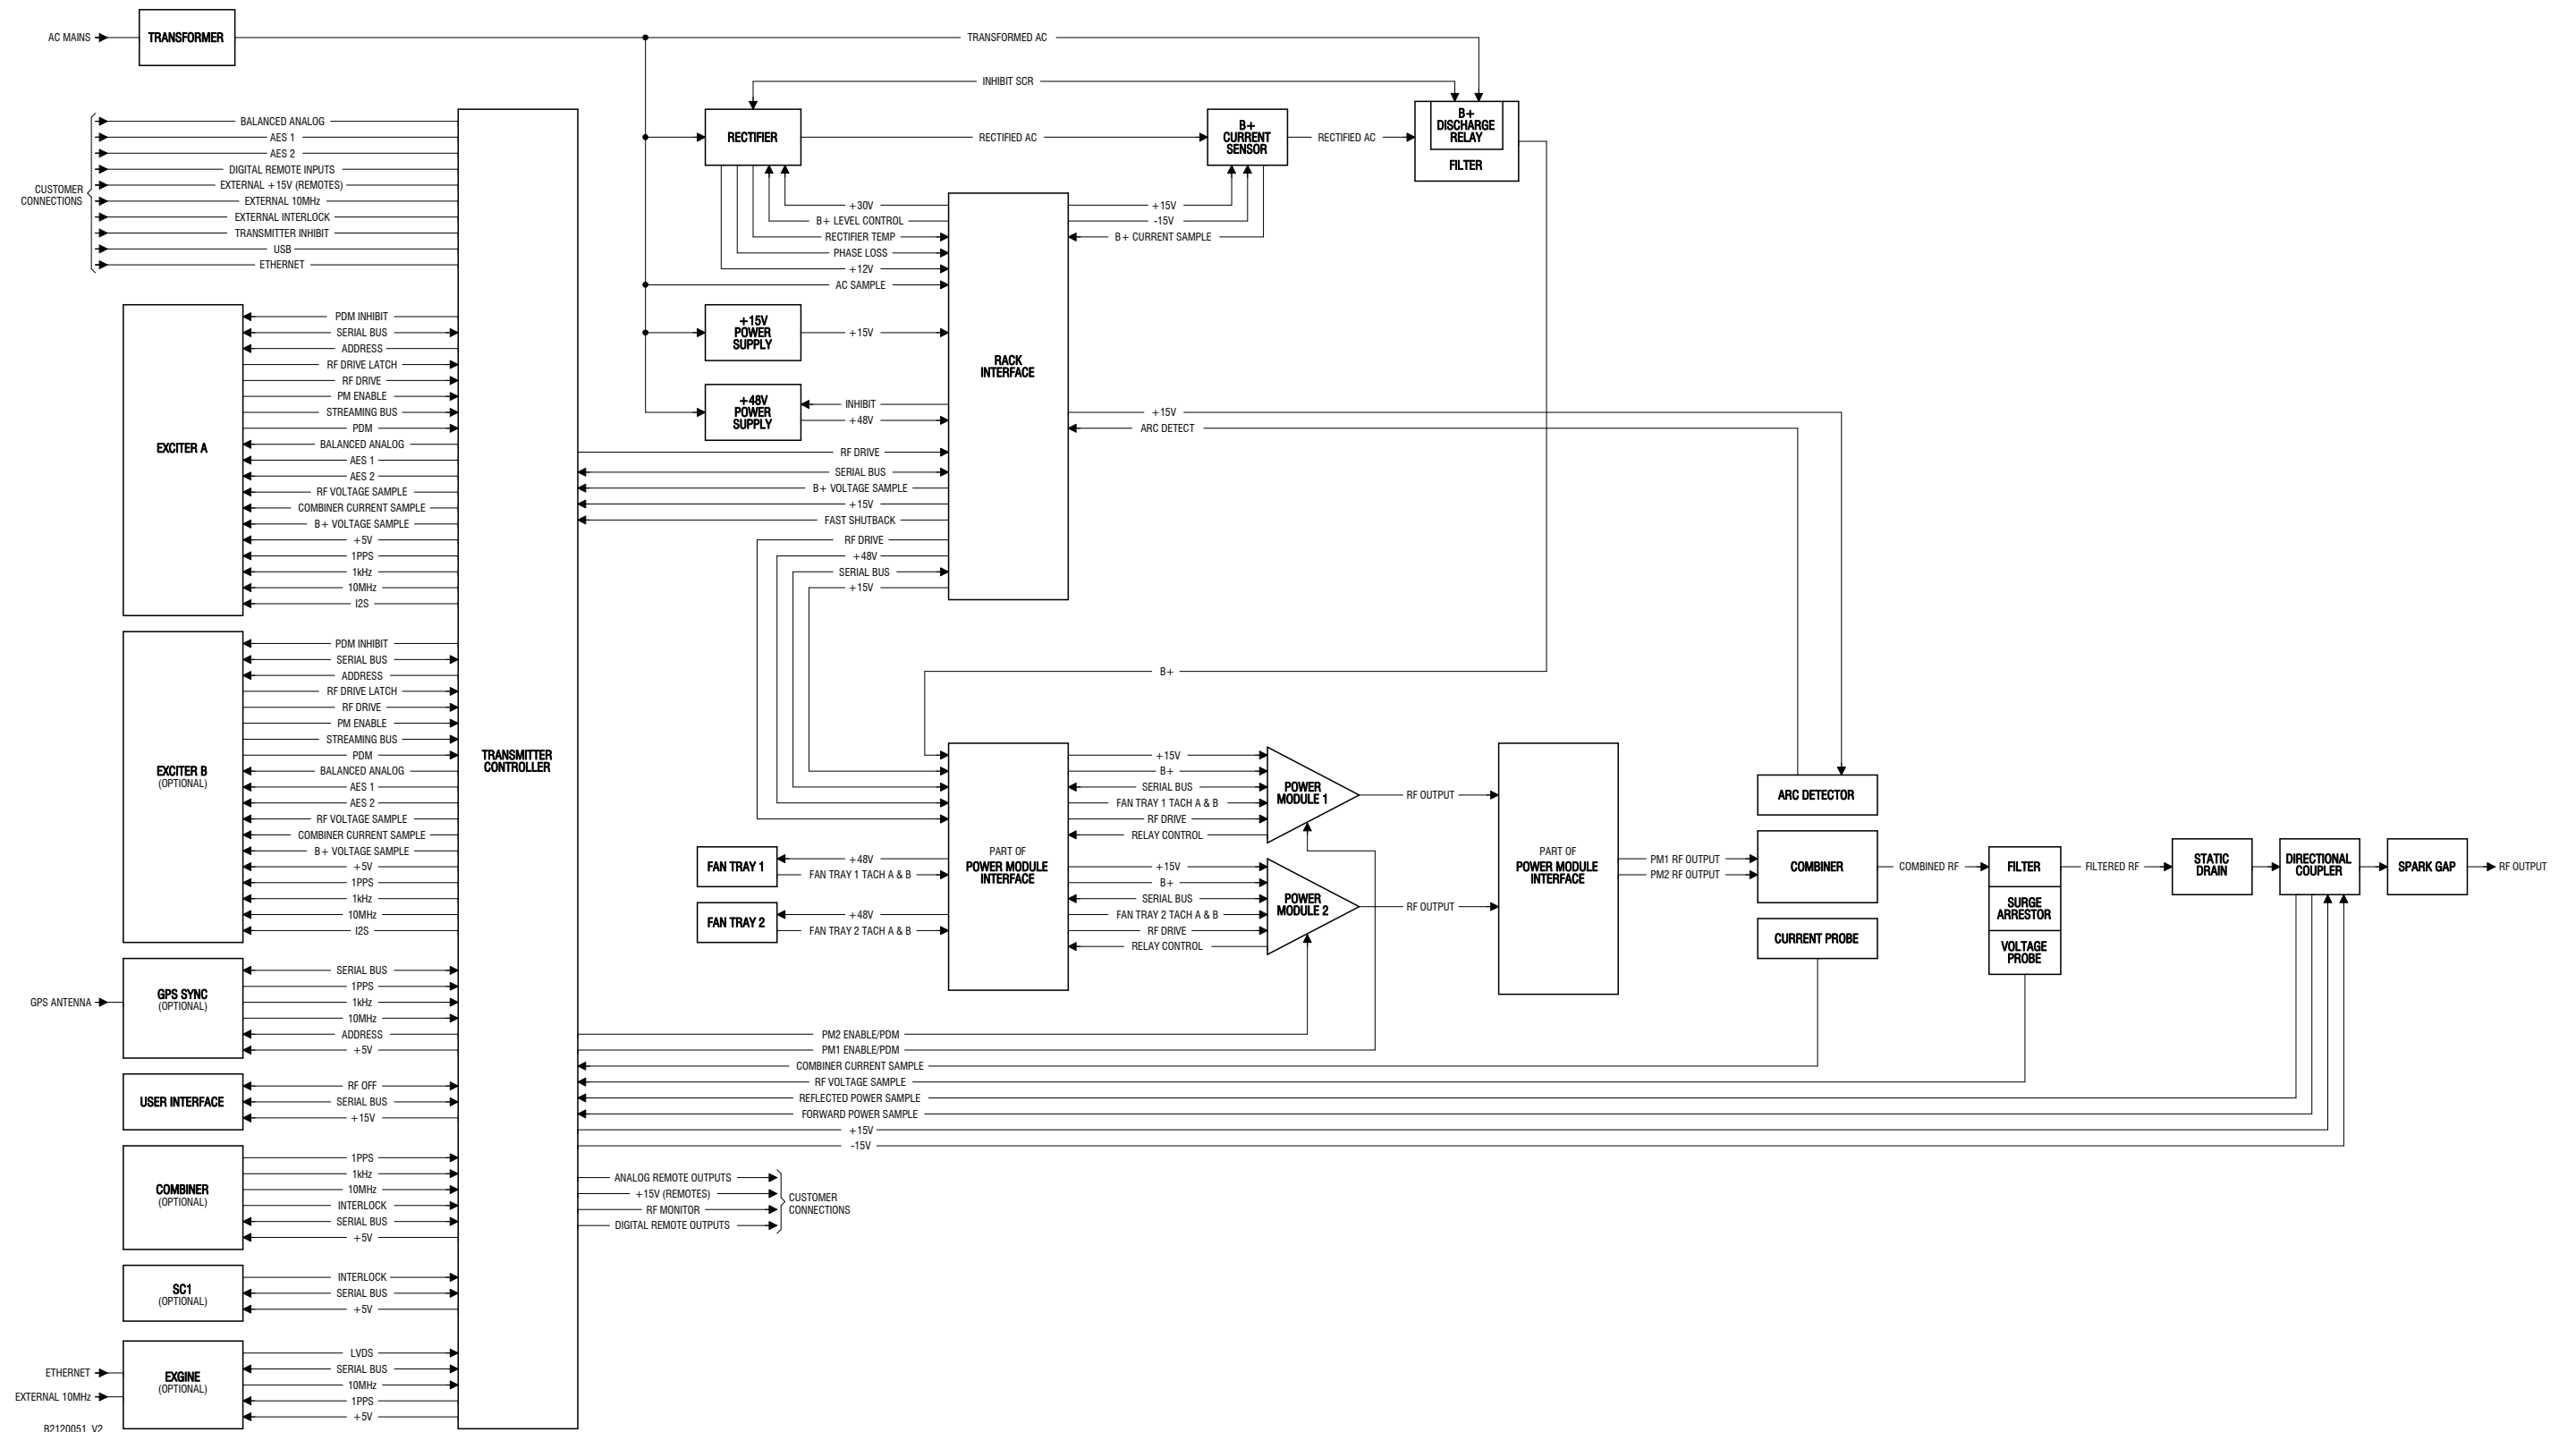 AC MAINS
TRANSFORMER
TRANSFORMED AC
INHIBIT SCR
CUSTOMER
CONNECTIONS
BALANCED ANALOG
AES 1
AES 2
DIGITAL REMOTE INPUTS
EXTERNAL +15V (REMOTES)
EXTERNAL 10MHz
EXTERNAL INTERLOCK
TRANSMITTER INHIBIT
USB
ETHERNET
EXCITER A
PDM INHIBIT
SERIAL BUS
ADDRESS
RF DRIVE LATCH
RF DRIVE
PM ENABLE
STREAMING BUS
PDM
BALANCED ANALOG
AES 1
AES 2
RF VOLTAGE SAMPLE
COMBINER CURRENT SAMPLE
B+ VOLTAGE SAMPLE
+5V
1PPS
1kHz
10MHz
I2S
EXCITER B
(OPTIONAL)
PDM INHIBIT
SERIAL BUS
ADDRESS
RF DRIVE LATCH
RF DRIVE
PM ENABLE
STREAMING BUS
PDM
BALANCED ANALOG
AES 1
AES 2
RF VOLTAGE SAMPLE
COMBINER CURRENT SAMPLE
B+ VOLTAGE SAMPLE
+5V
1PPS
1kHz
10MHz
I2S
GPS ANTENNA
GPS SYNC
(OPTIONAL)
SERIAL BUS
1PPS
1kHz
10MHz
ADDRESS
+5V
USER INTERFACE
RF OFF
SERIAL BUS
+15V
COMBINER
(OPTIONAL)
1PPS
1kHz
10MHz
INTERLOCK
SERIAL BUS
+5V
SC1
(OPTIONAL)
INTERLOCK
SERIAL BUS
+5V
ETHERNET
EXTERNAL 10MHz
EXGINE
(OPTIONAL)
LVDS
SERIAL BUS
10MHz
1PPS
+5V
B2120051 V2
TRANSMITTER
CONTROLLER
RECTIFIER
RECTIFIED AC
B+
CURRENT
SENSOR
RECTIFIED AC
B+
DISCHARGE
RELAY
FILTER
+30V
B+ LEVEL CONTROL
RECTIFIER TEMP
PHASE LOSS
+12V
AC SAMPLE
+15V
POWER
SUPPLY
+15V
+48V
POWER
SUPPLY
INHIBIT
+48V
RF DRIVE
SERIAL BUS
B+ VOLTAGE SAMPLE
+15V
FAST SHUTBACK
RF DRIVE
+48V
SERIAL BUS
+15V
RACK
INTERFACE
+15V
-15V
B+ CURRENT SAMPLE
+15V
ARC DETECT
B+
FAN TRAY 1
+48V
FAN TRAY 1 TACH A & B
FAN TRAY 2
+48V
FAN TRAY 2 TACH A & B
PART OF
POWER MODULE
INTERFACE
+15V
B+
SERIAL BUS
FAN TRAY 1 TACH A & B
RF DRIVE
RELAY CONTROL
+15V
B+
SERIAL BUS
FAN TRAY 2 TACH A & B
RF DRIVE
RELAY CONTROL
POWER
MODULE 1
POWER
MODULE 2
RF OUTPUT
RF OUTPUT
PART OF
POWER MODULE
INTERFACE
PM1 RF OUTPUT
PM2 RF OUTPUT
ARC DETECTOR
COMBINER
CURRENT PROBE
COMBINED RF
FILTER
SURGE
ARRESTOR
VOLTAGE
PROBE
FILTERED RF
STATIC
DRAIN
DIRECTIONAL
COUPLER
SPARK GAP
RF OUTPUT
PM2 ENABLE/PDM
PM1 ENABLE/PDM
COMBINER CURRENT SAMPLE
RF VOLTAGE SAMPLE
REFLECTED POWER SAMPLE
FORWARD POWER SAMPLE
+15V
-15V
ANALOG REMOTE OUTPUTS
+15V (REMOTES)
RF MONITOR
DIGITAL REMOTE OUTPUTS
CUSTOMER
CONNECTIONS